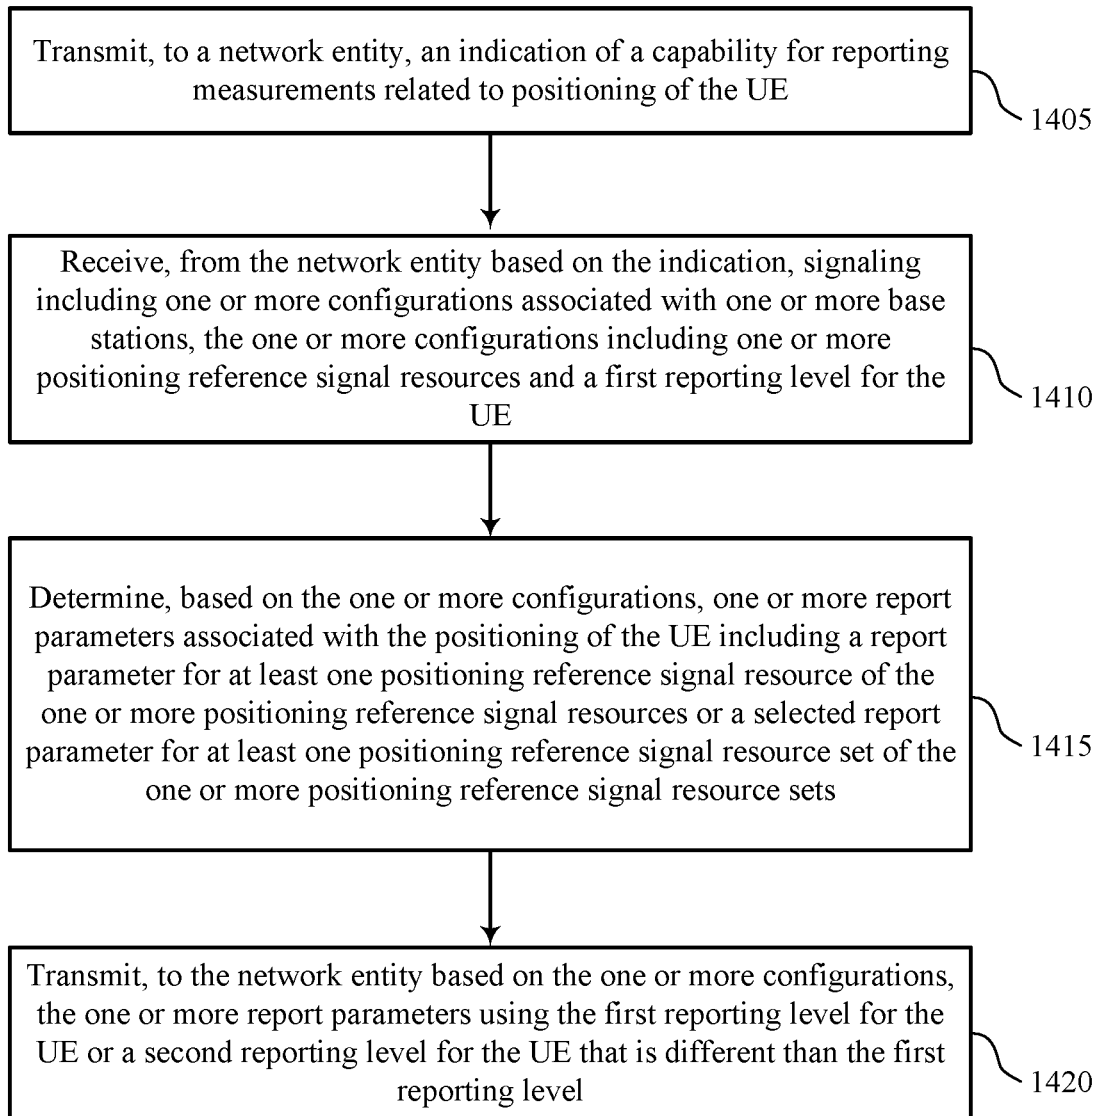 Transmit, to a network entity, an indication of a capability for reporting
measurements related to positioning of the UE
1405
Receive, from the network entity based on the indication, signaling
including one or more configurations associated with one or more base
stations, the one or more configurations including one or more
positioning reference signal resources and a first reporting level for the
UE
1410
Determine, based on the one or more configurations, one or more report
parameters associated with the positioning of the UE including a report
parameter for at least one positioning reference signal resource of the
one or more positioning reference signal resources or a selected report
parameter for at least one positioning reference signal resource set of the
one or more positioning reference signal resource sets
1415
Transmit, to the network entity based on the one or more configurations,
the one or more report parameters using the first reporting level for the
UE or a second reporting level for the UE that is different than the first
reporting level
1420